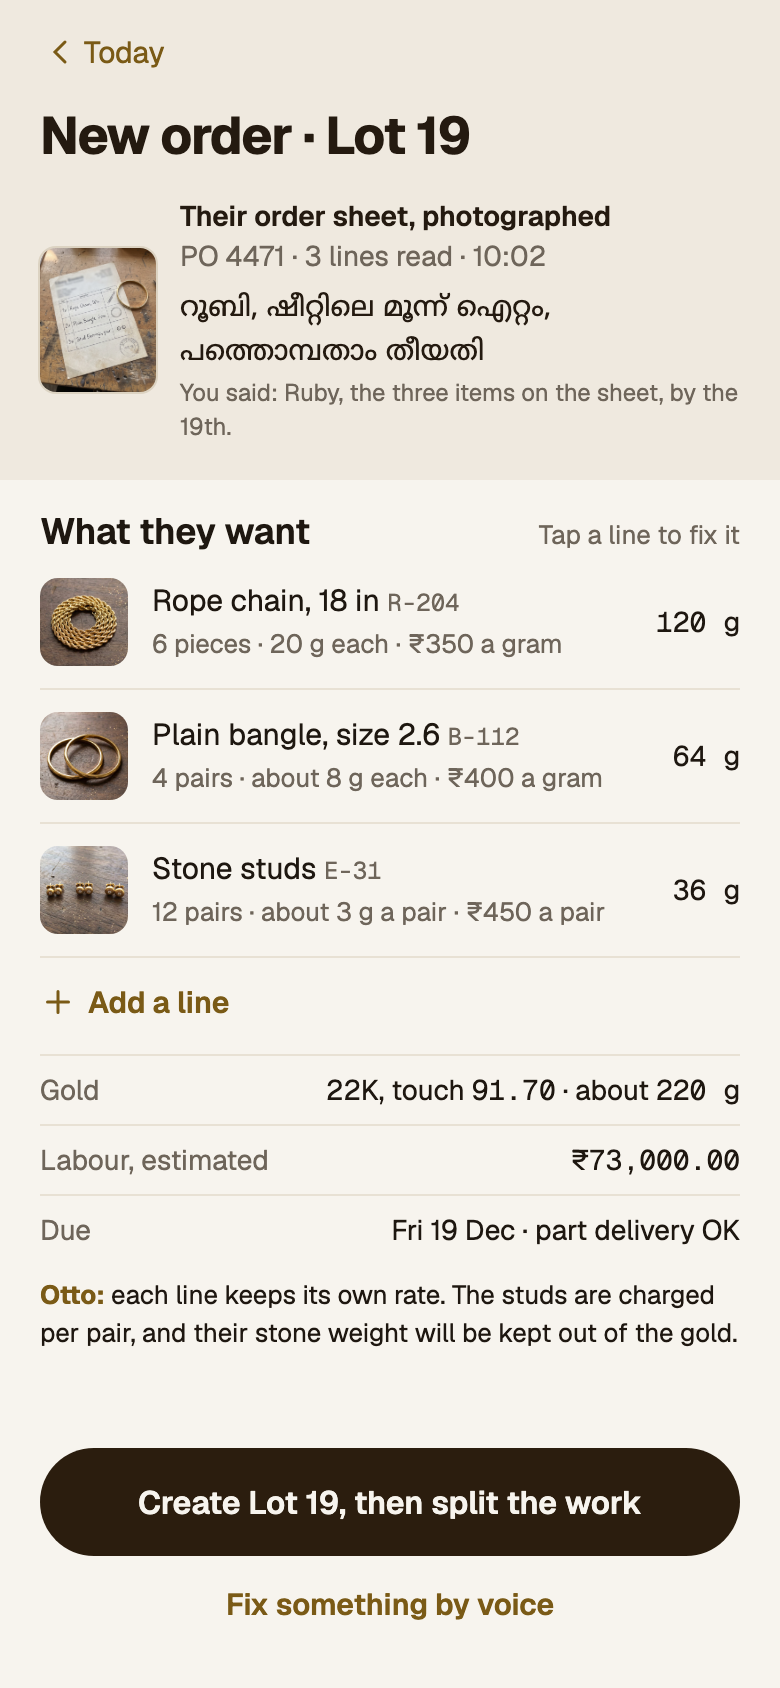 Today
New order · Lot 19
Their order sheet, photographed
PO 4471 · 3 lines read · 10:02
റൂബി, ഷീറ്റിലെ മൂന്ന് ഐറ്റം,
പത്തൊമ്പതാം തീയതി
You said: Ruby, the three items on the sheet, by the
19th.
What they want
Tap a line to fix it
Rope chain, 18 in R-204
6 pieces · 20 g each · ₹350 a gram
120 g
Plain bangle, size 2.6 B-112
4 pairs · about 8 g each · ₹400 a gram
64 g
Stone studs E-31
12 pairs · about 3 g a pair · ₹450 a pair
36 g
+ Add a line
Gold 22K, touch 91.70 · about 220 g
Labour, estimated ₹73,000.00
Due Fri 19 Dec · part delivery OK
Otto: each line keeps its own rate. The studs are charged
per pair, and their stone weight will be kept out of the gold.
Create Lot 19, then split the work
Fix something by voice